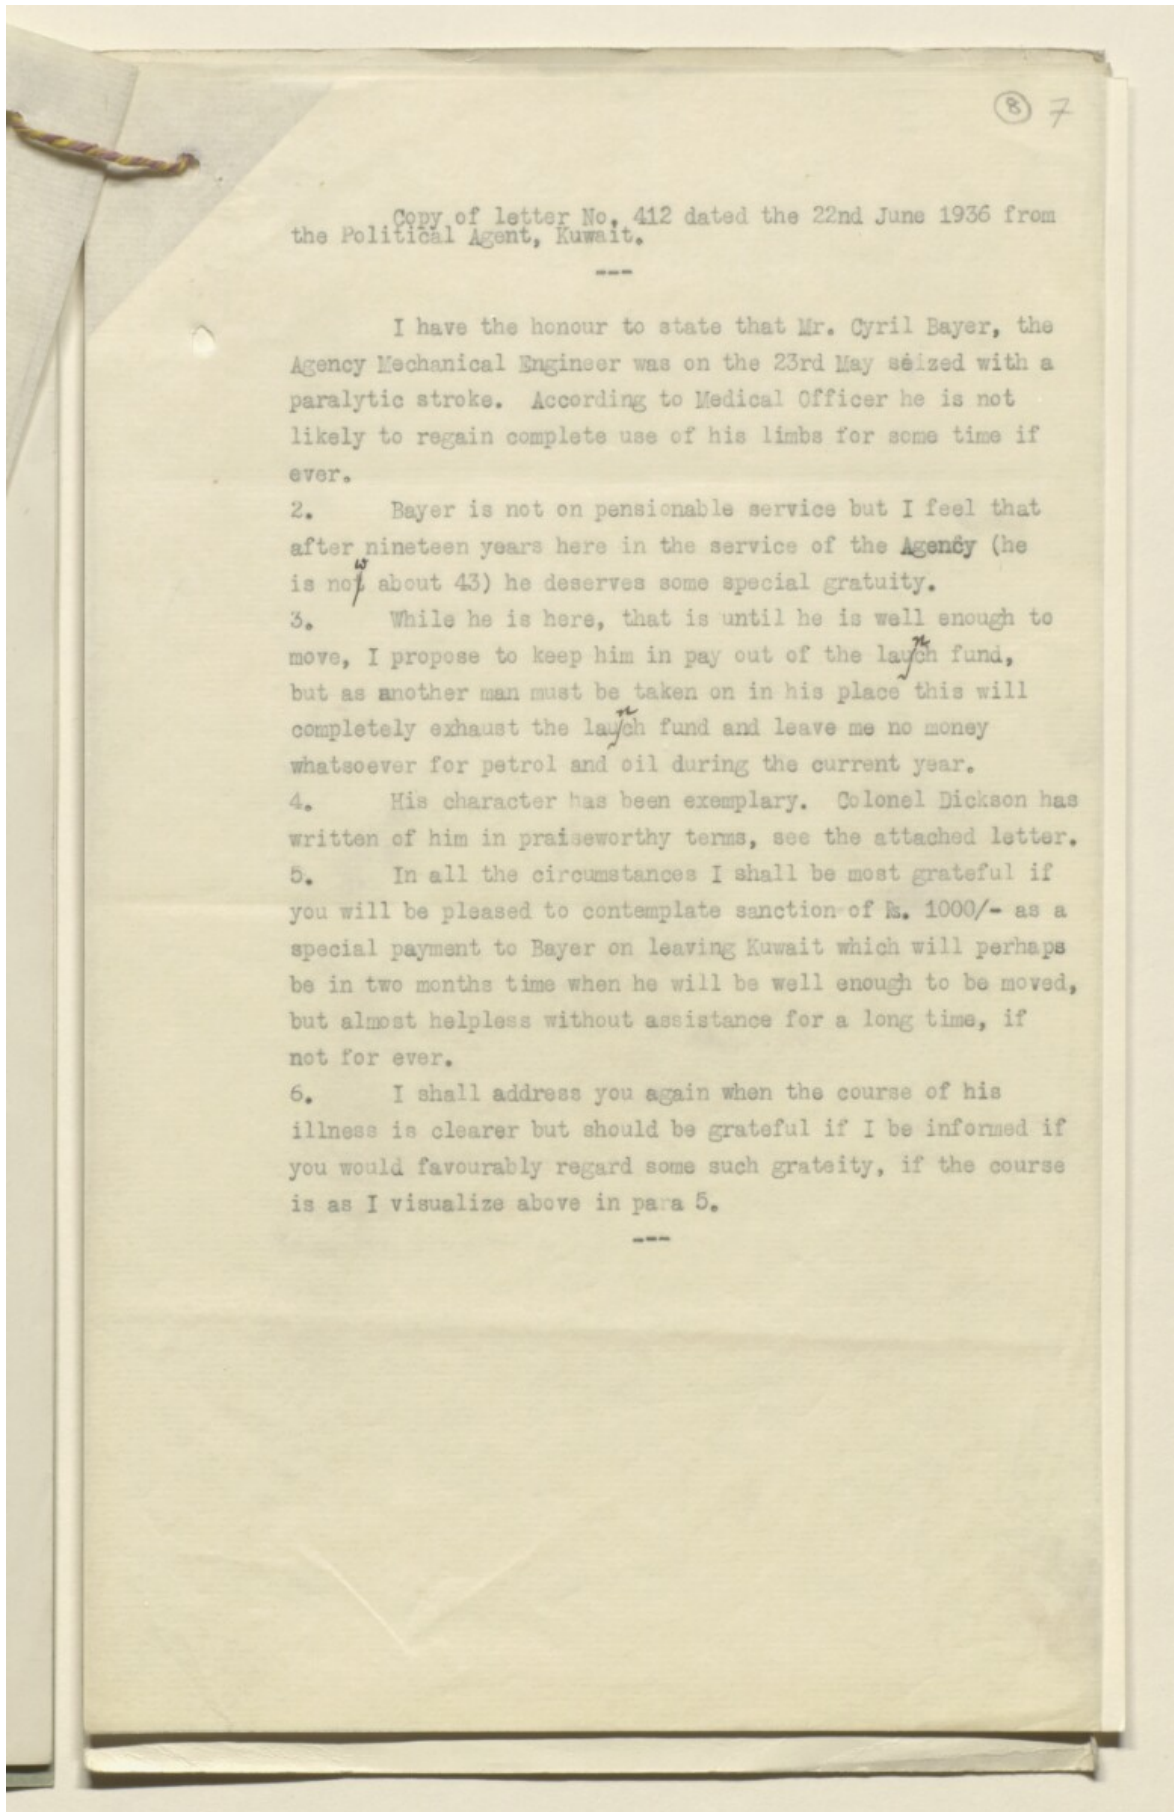 8 7
Copy of letter No. 412 dated the 22nd June 1936 from
the Political Agent, Kuwait.
---
I have the honour to state that Mr. Cyril Bayer, the
Agency Mechanical Engineer was on the 23rd May seized with a
paralytic stroke. According to Medical Officer he is not
likely to regain complete use of his limbs for some time if
ever.
2. Bayer is not on pensionable service but I feel that
after nineteen years here in the service of the Agency (he
is now about 43) he deserves some special gratuity.
3. While he is here, that is until he is well enough to
move, I propose to keep him in pay out of the launch fund,
but as another man must be taken on in his place this will
completely exhaust the launch fund and leave me no money
whatsoever for petrol and oil during the current year.
4. His character has been exemplary. Colonel Dickson has
written of him in praiseworthy terms, see the attached letter.
5. In all the circumstances I shall be most grateful if
you will be pleased to contemplate sanction of Rs. 1000/- as a
special payment to Bayer on leaving Kuwait which will perhaps
be in two months time when he will be well enough to be moved,
but almost helpless without assistance for a long time, if
not for ever.
6. I shall address you again when the course of his
illness is clearer but should be grateful if I be informed if
you would favourably regard some such grateity, if the course
is as I visualize above in para 5.
---